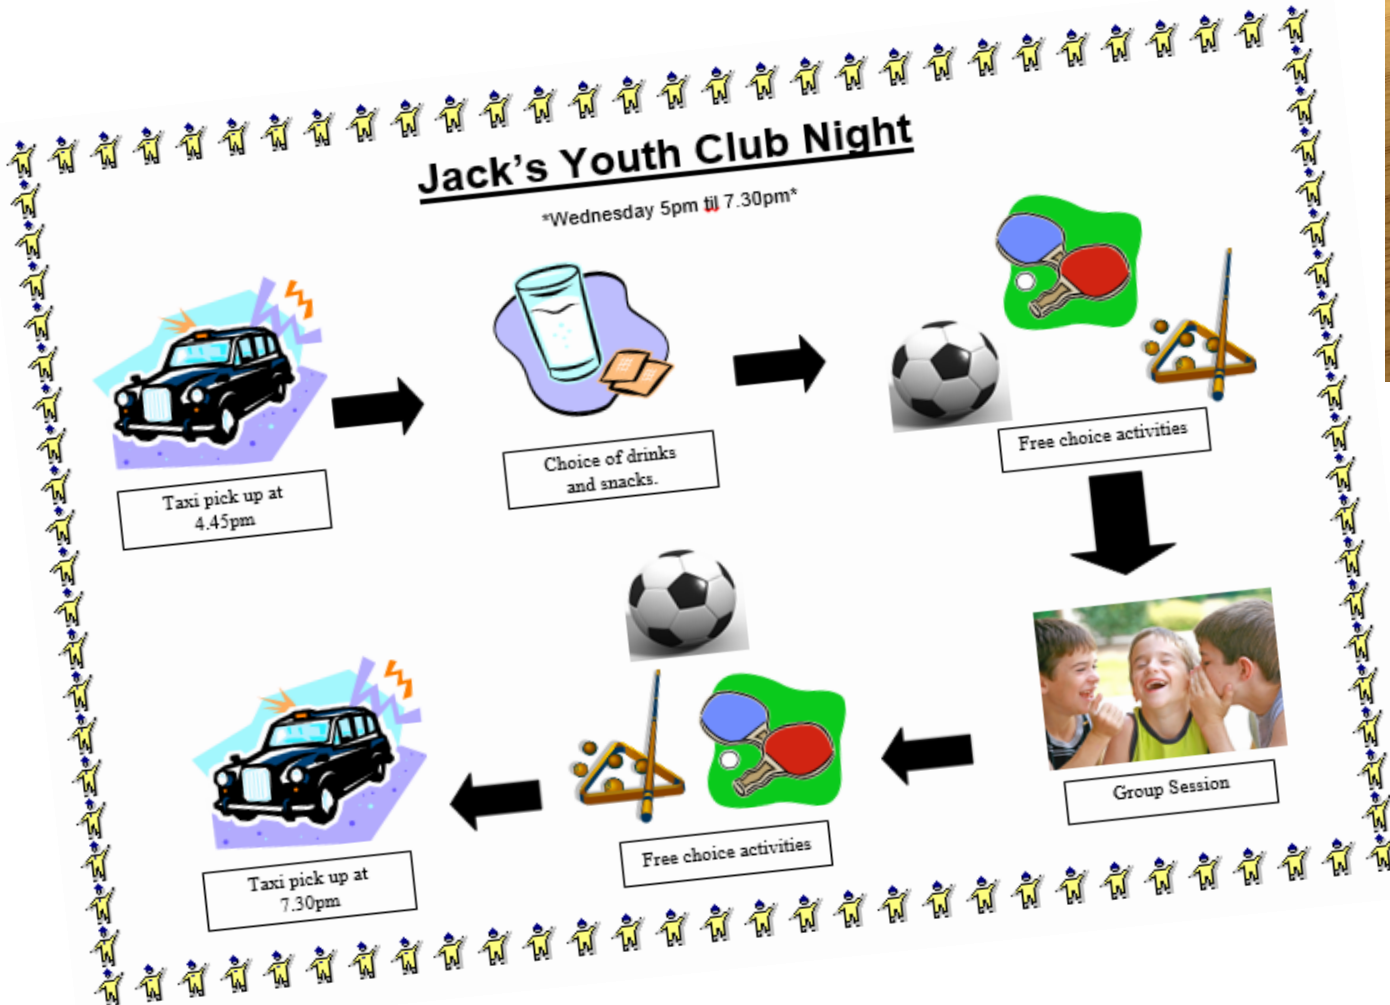 Jack's Youth Club Night
*Wednesday 5pm til 7.30pm*
Taxi pick up at
4.45pm
Choice of drinks
and snacks.
Free choice activities
Group Session
Free choice activities
Taxi pick up at
7.30pm